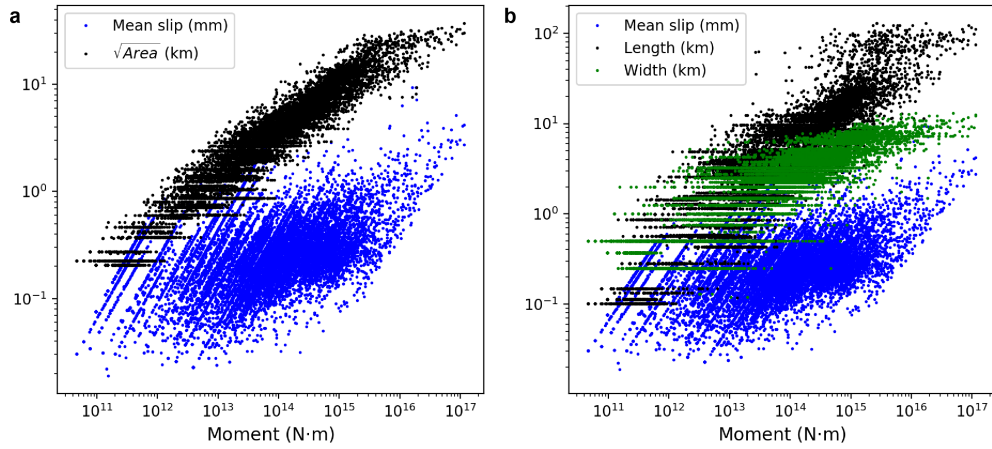 a
Mean slip (mm)
√Area (km)
10¹
10⁰
10⁻¹
10¹¹ 10¹² 10¹³ 10¹⁴ 10¹⁵ 10¹⁶ 10¹⁷
Moment (N·m)
b
Mean slip (mm)
Length (km)
Width (km)
10²
10¹
10⁰
10⁻¹
10¹¹ 10¹² 10¹³ 10¹⁴ 10¹⁵ 10¹⁶ 10¹⁷
Moment (N·m)